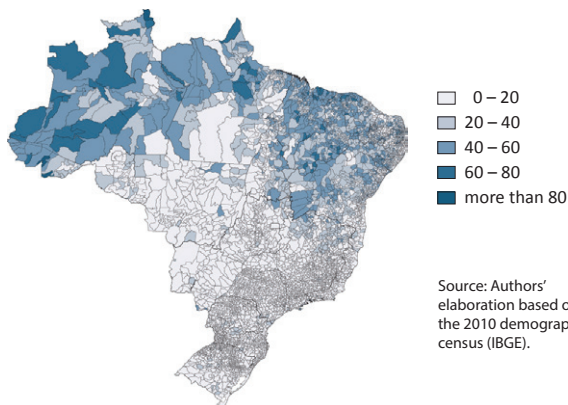 0 – 20
20 – 40
40 – 60
60 – 80
more than 80
Source: Authors'
elaboration based o
the 2010 demograp
census (IBGE).